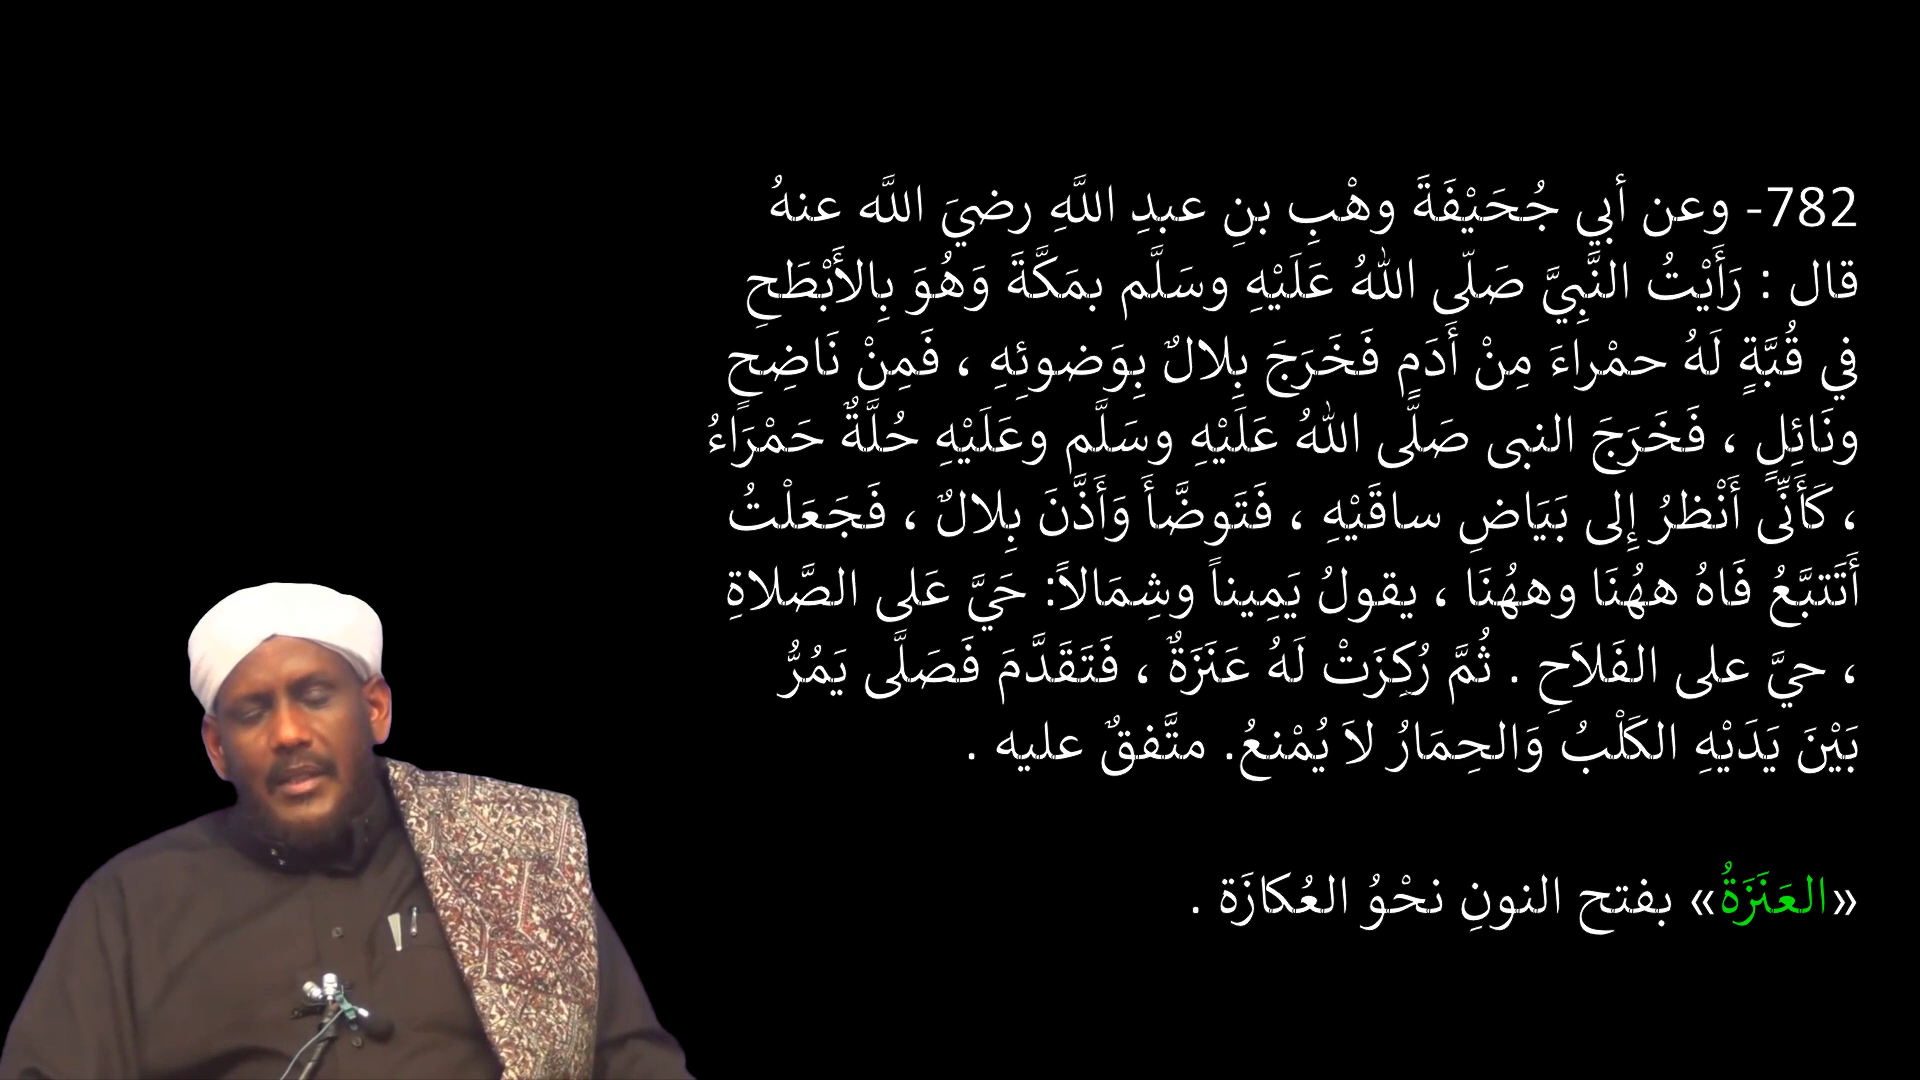 782- وعن أبي جُحَيْفَةَ وهْبِ بنِ عبدِ اللَّهِ رضيَ اللَّه عنهُ
قال : رَأَيْتُ النَّبِيَّ صَلّى اللهُ عَلَيْهِ وسَلَّم بمَكَّةَ وَهُوَ بِالأَبْطَحِ
في قُبَّةٍ لَهُ حمْراءَ مِنْ أَدَمٍ فَخَرَجَ بِلالٌ بِوَضوئِهِ ، فَمِنْ نَاضِحٍ
ونَائِلٍ ، فَخَرَجَ النبى صَلَّى اللهُ عَلَيْهِ وسَلَّم وعَلَيْهِ حُلَّةٌ حَمْرَاءُ
، كَأَنِّى أَنْظرُ إِلى بَيَاضِ ساقَيْهِ ، فَتَوضَّأَ وَأَذَّنَ بِلالٌ ، فَجَعَلْتُ
أَتَتبَّعُ فَاهُ ههُنَا وههُنَا ، يقولُ يَمِيناً وشِمَالاً: حَيَّ عَلى الصَّلاةِ
، حيَّ على الفَلاَحِ . ثُمَّ رُكِزَتْ لَهُ عَنَزَةٌ ، فَتَقَدَّمَ فَصَلَّى يَمُرُّ
بَيْنَ يَدَيْهِ الكَلْبُ وَالحِمَارُ لاَ يُمْنعُ. متَّفقٌ عليه .
«العَنَزَةُ» بفتح النونِ نحْوُ العُكازَة .